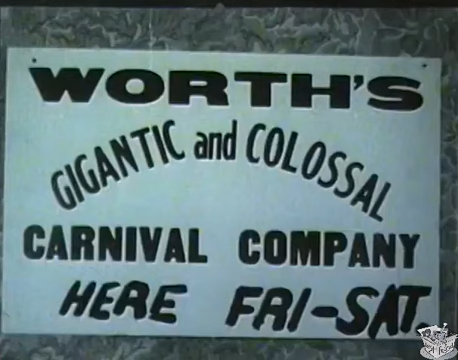 WORTH'S
GIGANTIC and COLOSSAL
CARNIVAL COMPANY
HERE FRI-SAT.